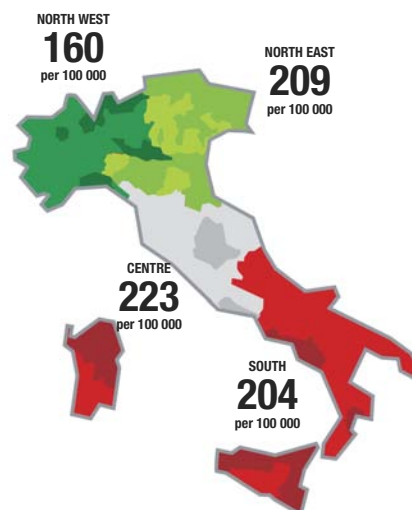 NORTH WEST
160
per 100 000
NORTH EAST
209
per 100 000
CENTRE
223
per 100 000
SOUTH
204
per 100 000